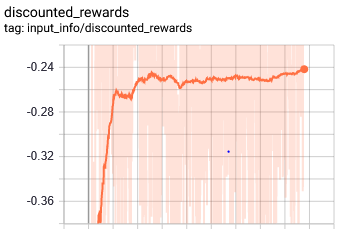 discounted_rewards
tag: input_info/discounted_rewards
-0.24
-0.28
-0.32
-0.36